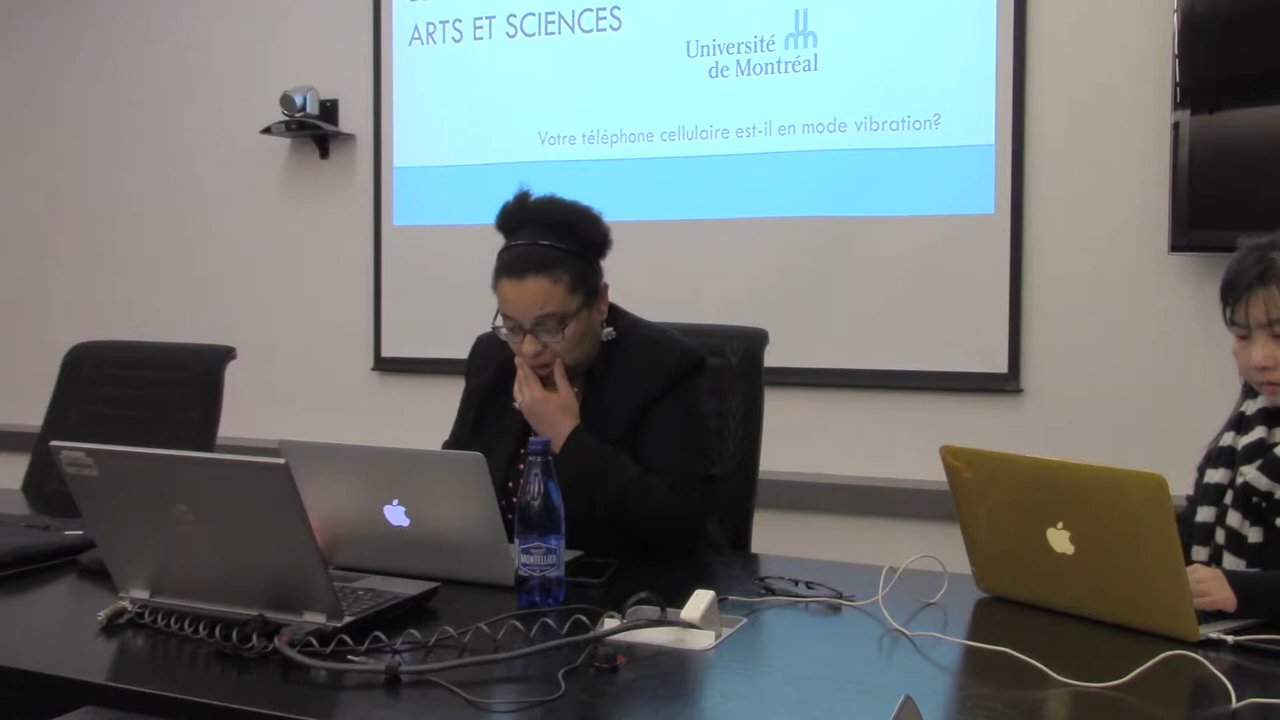 ARTS ET SCIENCES
Université
de Montréal
Votre téléphone cellulaire est-il en mode vibration?
MONTELLIER